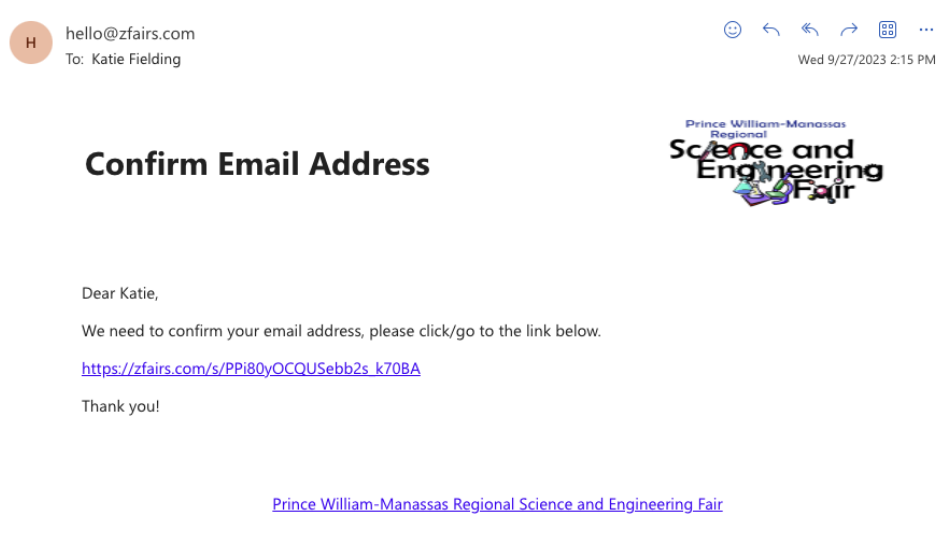 H
hello@zfairs.com
To: Katie Fielding
Wed 9/27/2023 2:15 PM
Prince William-Manassas
Regional
Science and
Engineering
Fair
Confirm Email Address
Dear Katie,
We need to confirm your email address, please click/go to the link below.
https://zfairs.com/s/PPi80yOCQUSebb2s_k70BA
Thank you!
Prince William-Manassas Regional Science and Engineering Fair